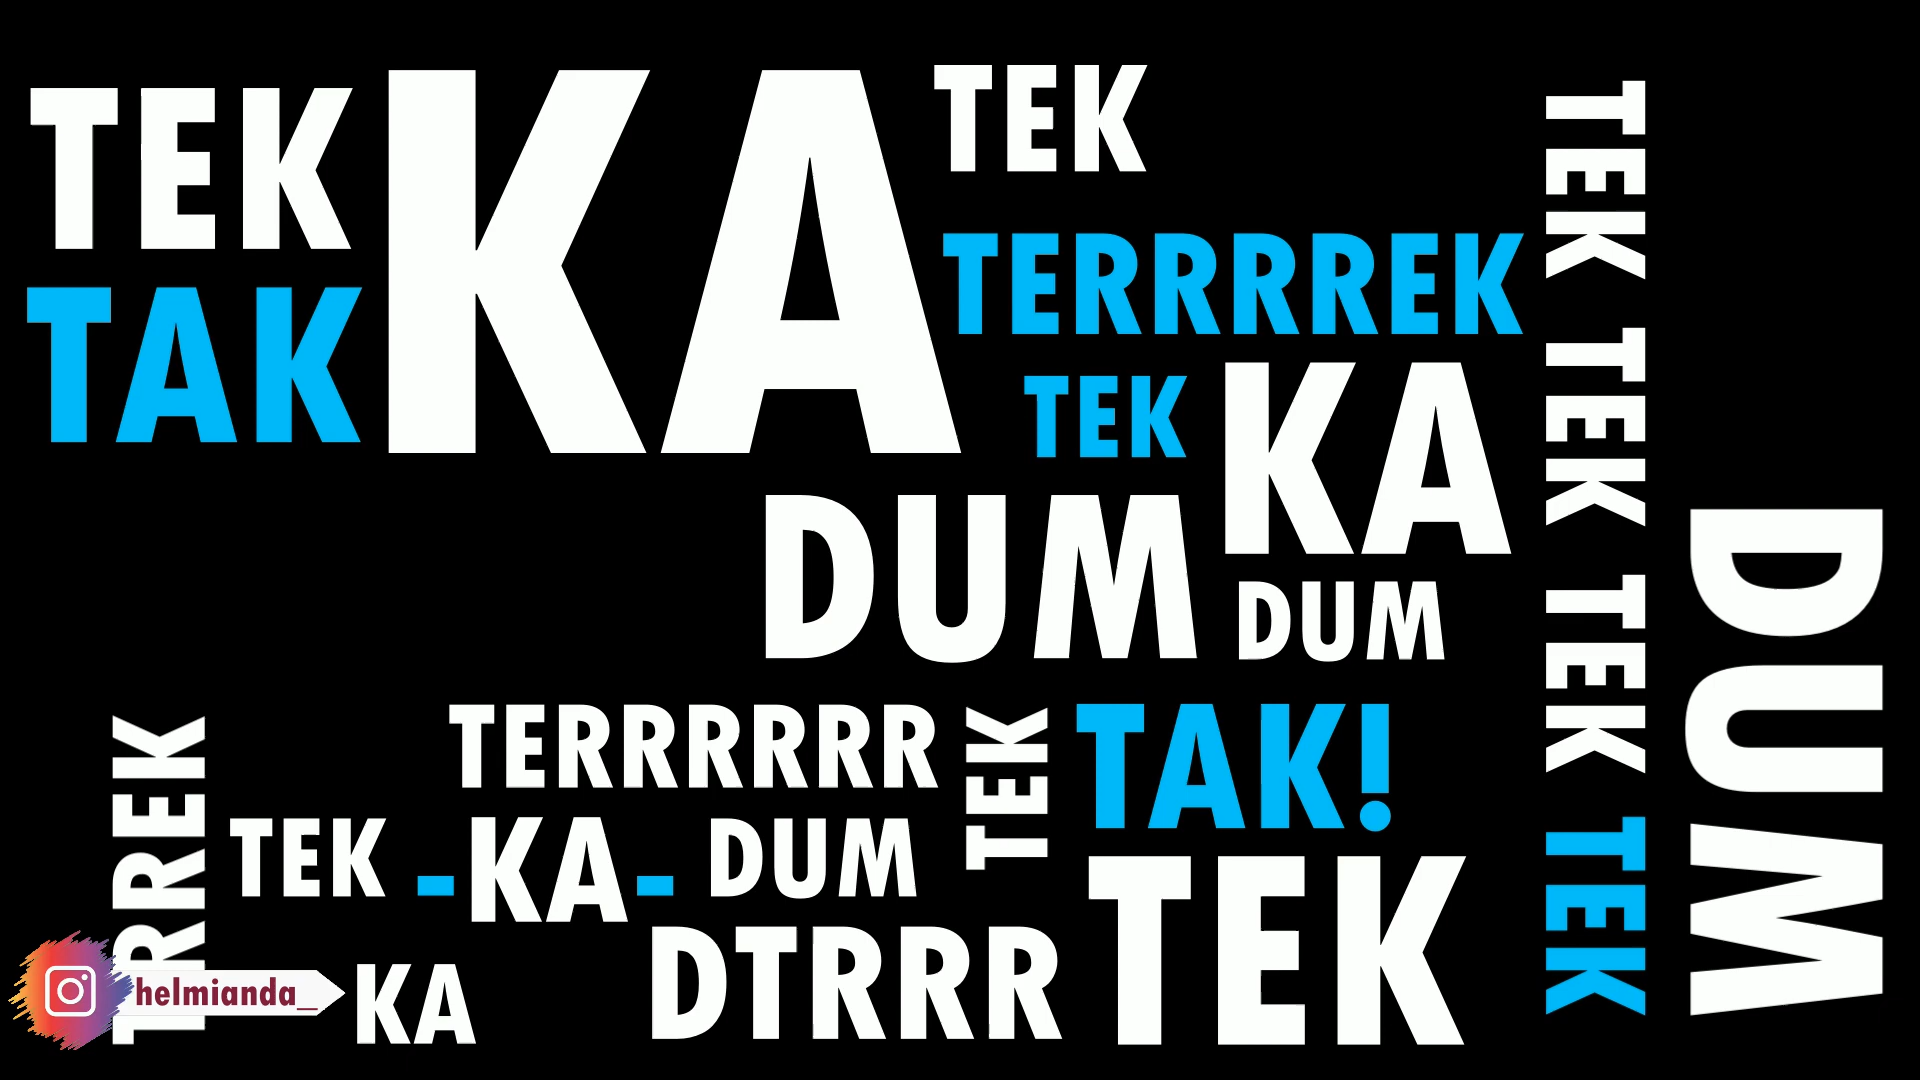 TEK
TAK
KA
TEK
TERRRREK
TEK
KA
DUM
DUM
TERRRRRR
TEK
TAK!
TEK -KA- DUM
TEK
DTRRR
KA
TERREK
TEK TEK TEK TEK
DUM
helmianda_